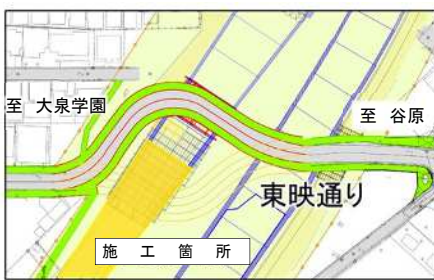 至 大泉学園
至 谷原
東映通り
施 工 箇 所